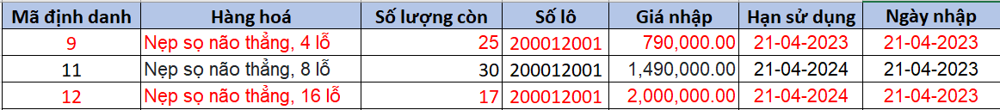 Mã định danh Hàng hoá Số lượng còn Số lô Giá nhập Hạn sử dụng Ngày nhập
9 Nẹp sọ não thẳng, 4 lỗ 25 200012001 790,000.00 21-04-2023 21-04-2023
11 Nẹp sọ não thẳng, 8 lỗ 30 200012001 1,490,000.00 21-04-2024 21-04-2023
12 Nẹp sọ não thẳng, 16 lỗ 17 200012001 2,000,000.00 21-04-2024 21-04-2023